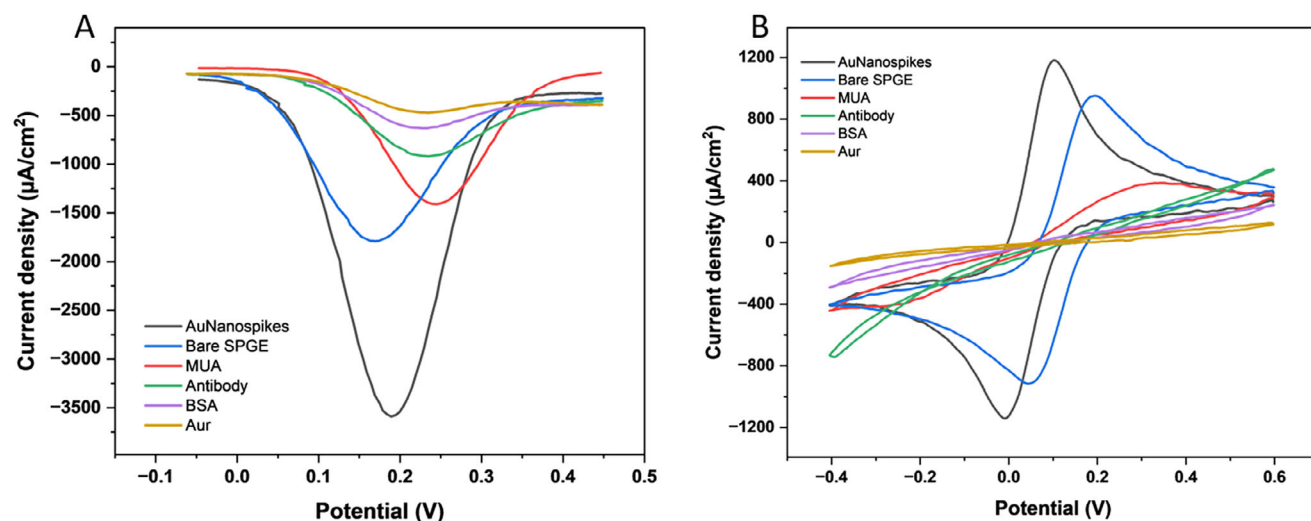 A
Current density (µA/cm²)
0
−500
−1000
−1500
−2000
−2500
−3000
−3500
AuNanospikes
Bare SPGE
MUA
Antibody
BSA
Aur
−0.1
0.0
0.1
0.2
0.3
0.4
0.5
Potential (V)
B
Current density (µA/cm²)
1200
800
400
0
−400
−800
−1200
AuNanospikes
Bare SPGE
MUA
Antibody
BSA
Aur
−0.4
−0.2
0.0
0.2
0.4
0.6
Potential (V)